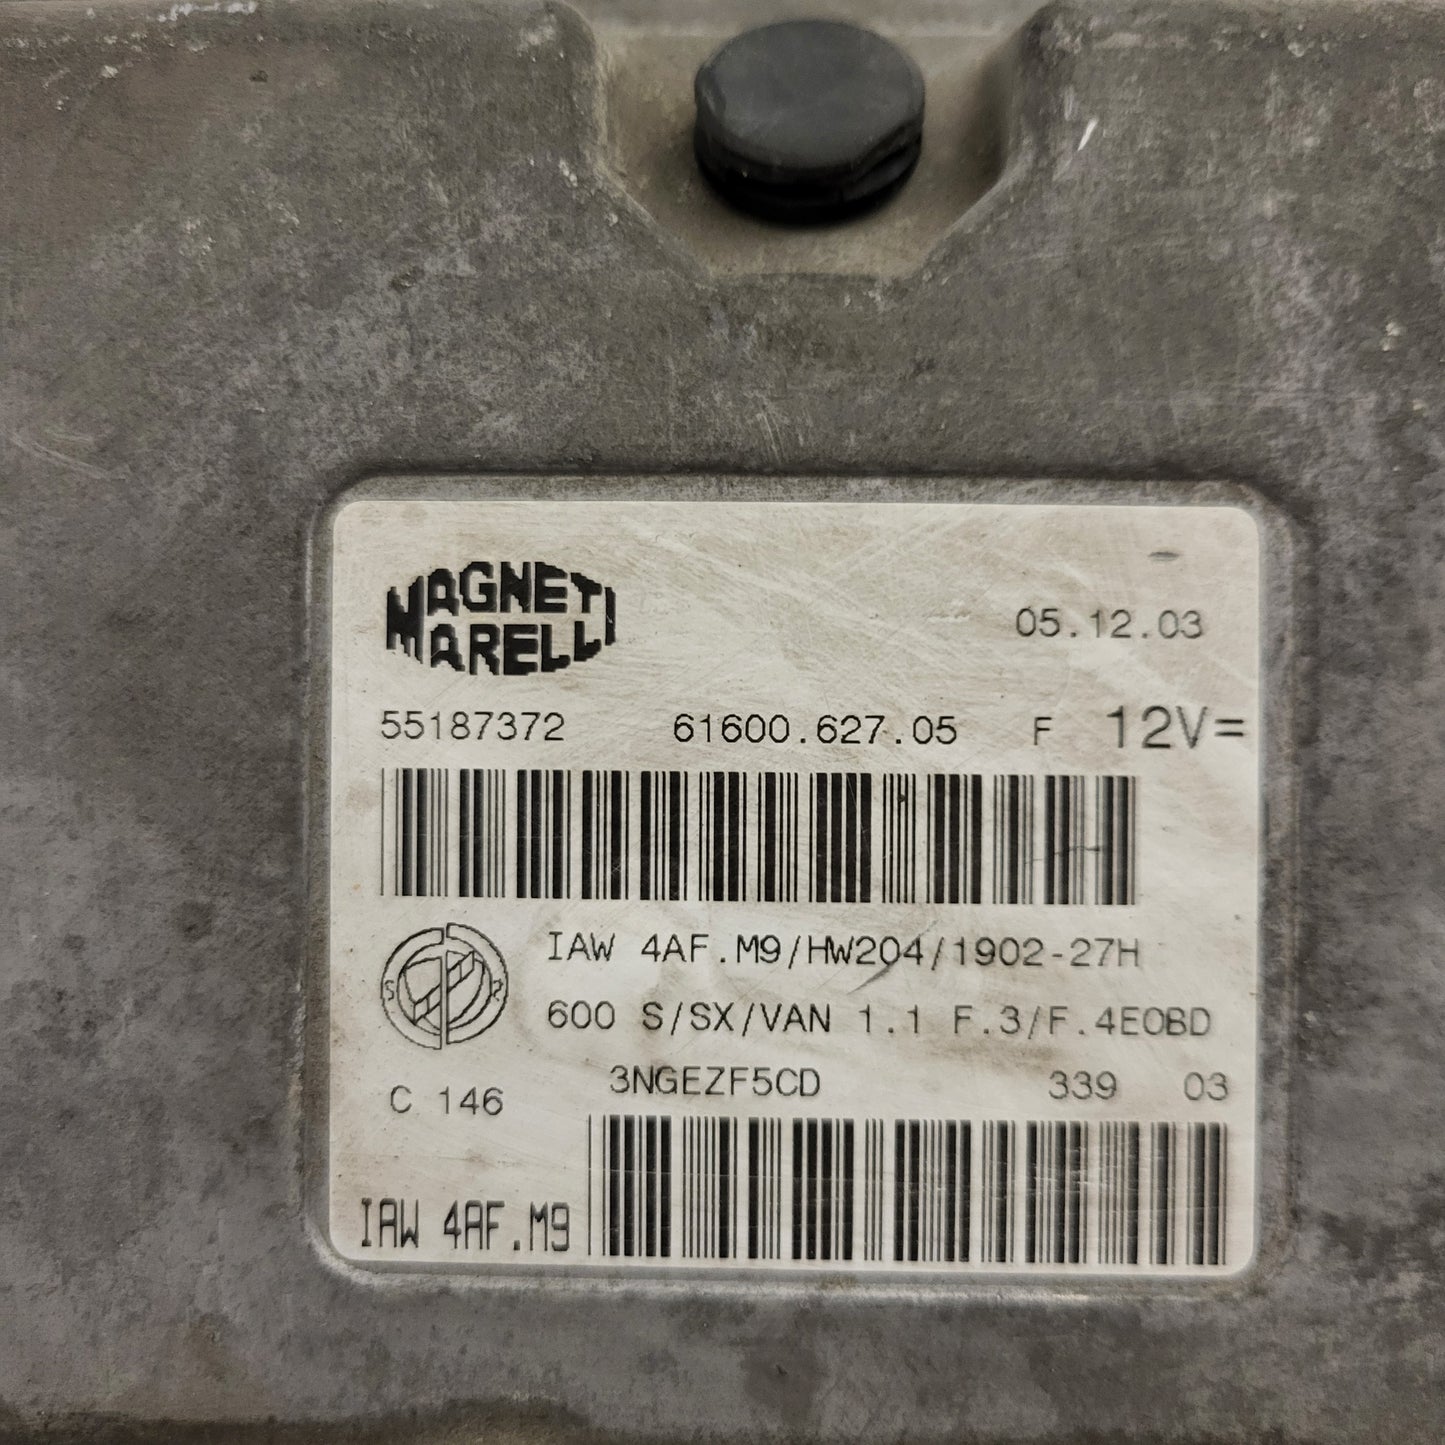 MAGNETI
MARELLI
05.12.03
55187372 61600.627.05 F 12V=
IAW 4AF.M9/HW204/1902-27H
S R
600 S/SX/VAN 1.1 F.3/F.4EOBD
3NGEZF5CD 339 03
C 146
IAW 4AF.M9